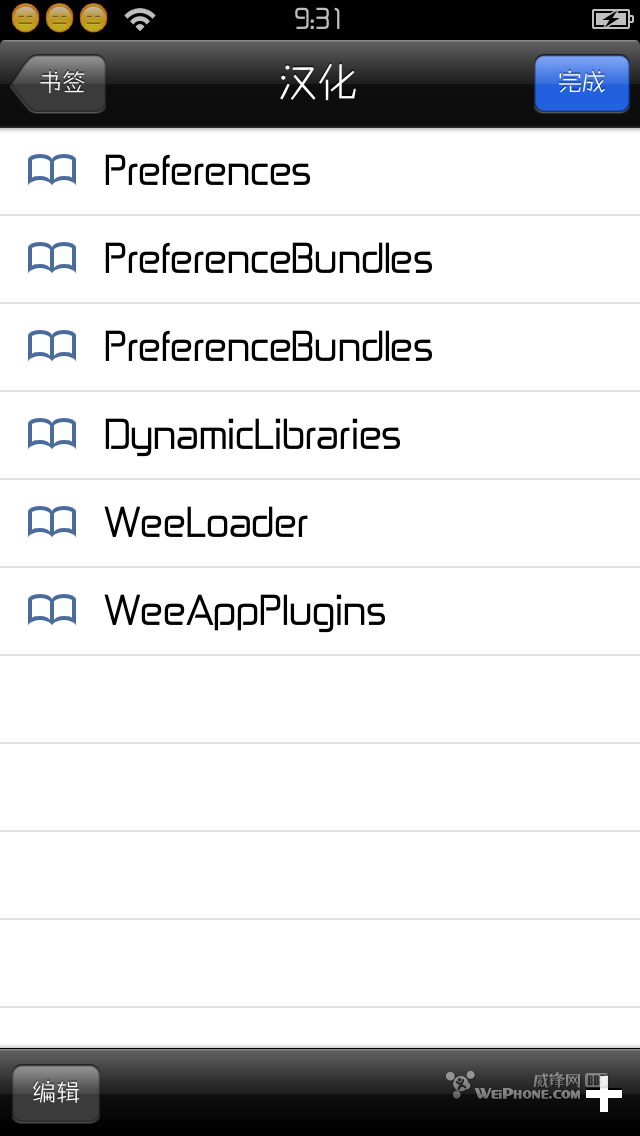 9:31
书签
汉化
完成
Preferences
PreferenceBundles
PreferenceBundles
DynamicLibraries
WeeLoader
WeeAppPlugins
编辑
威锋网
WEIPHONE.COM